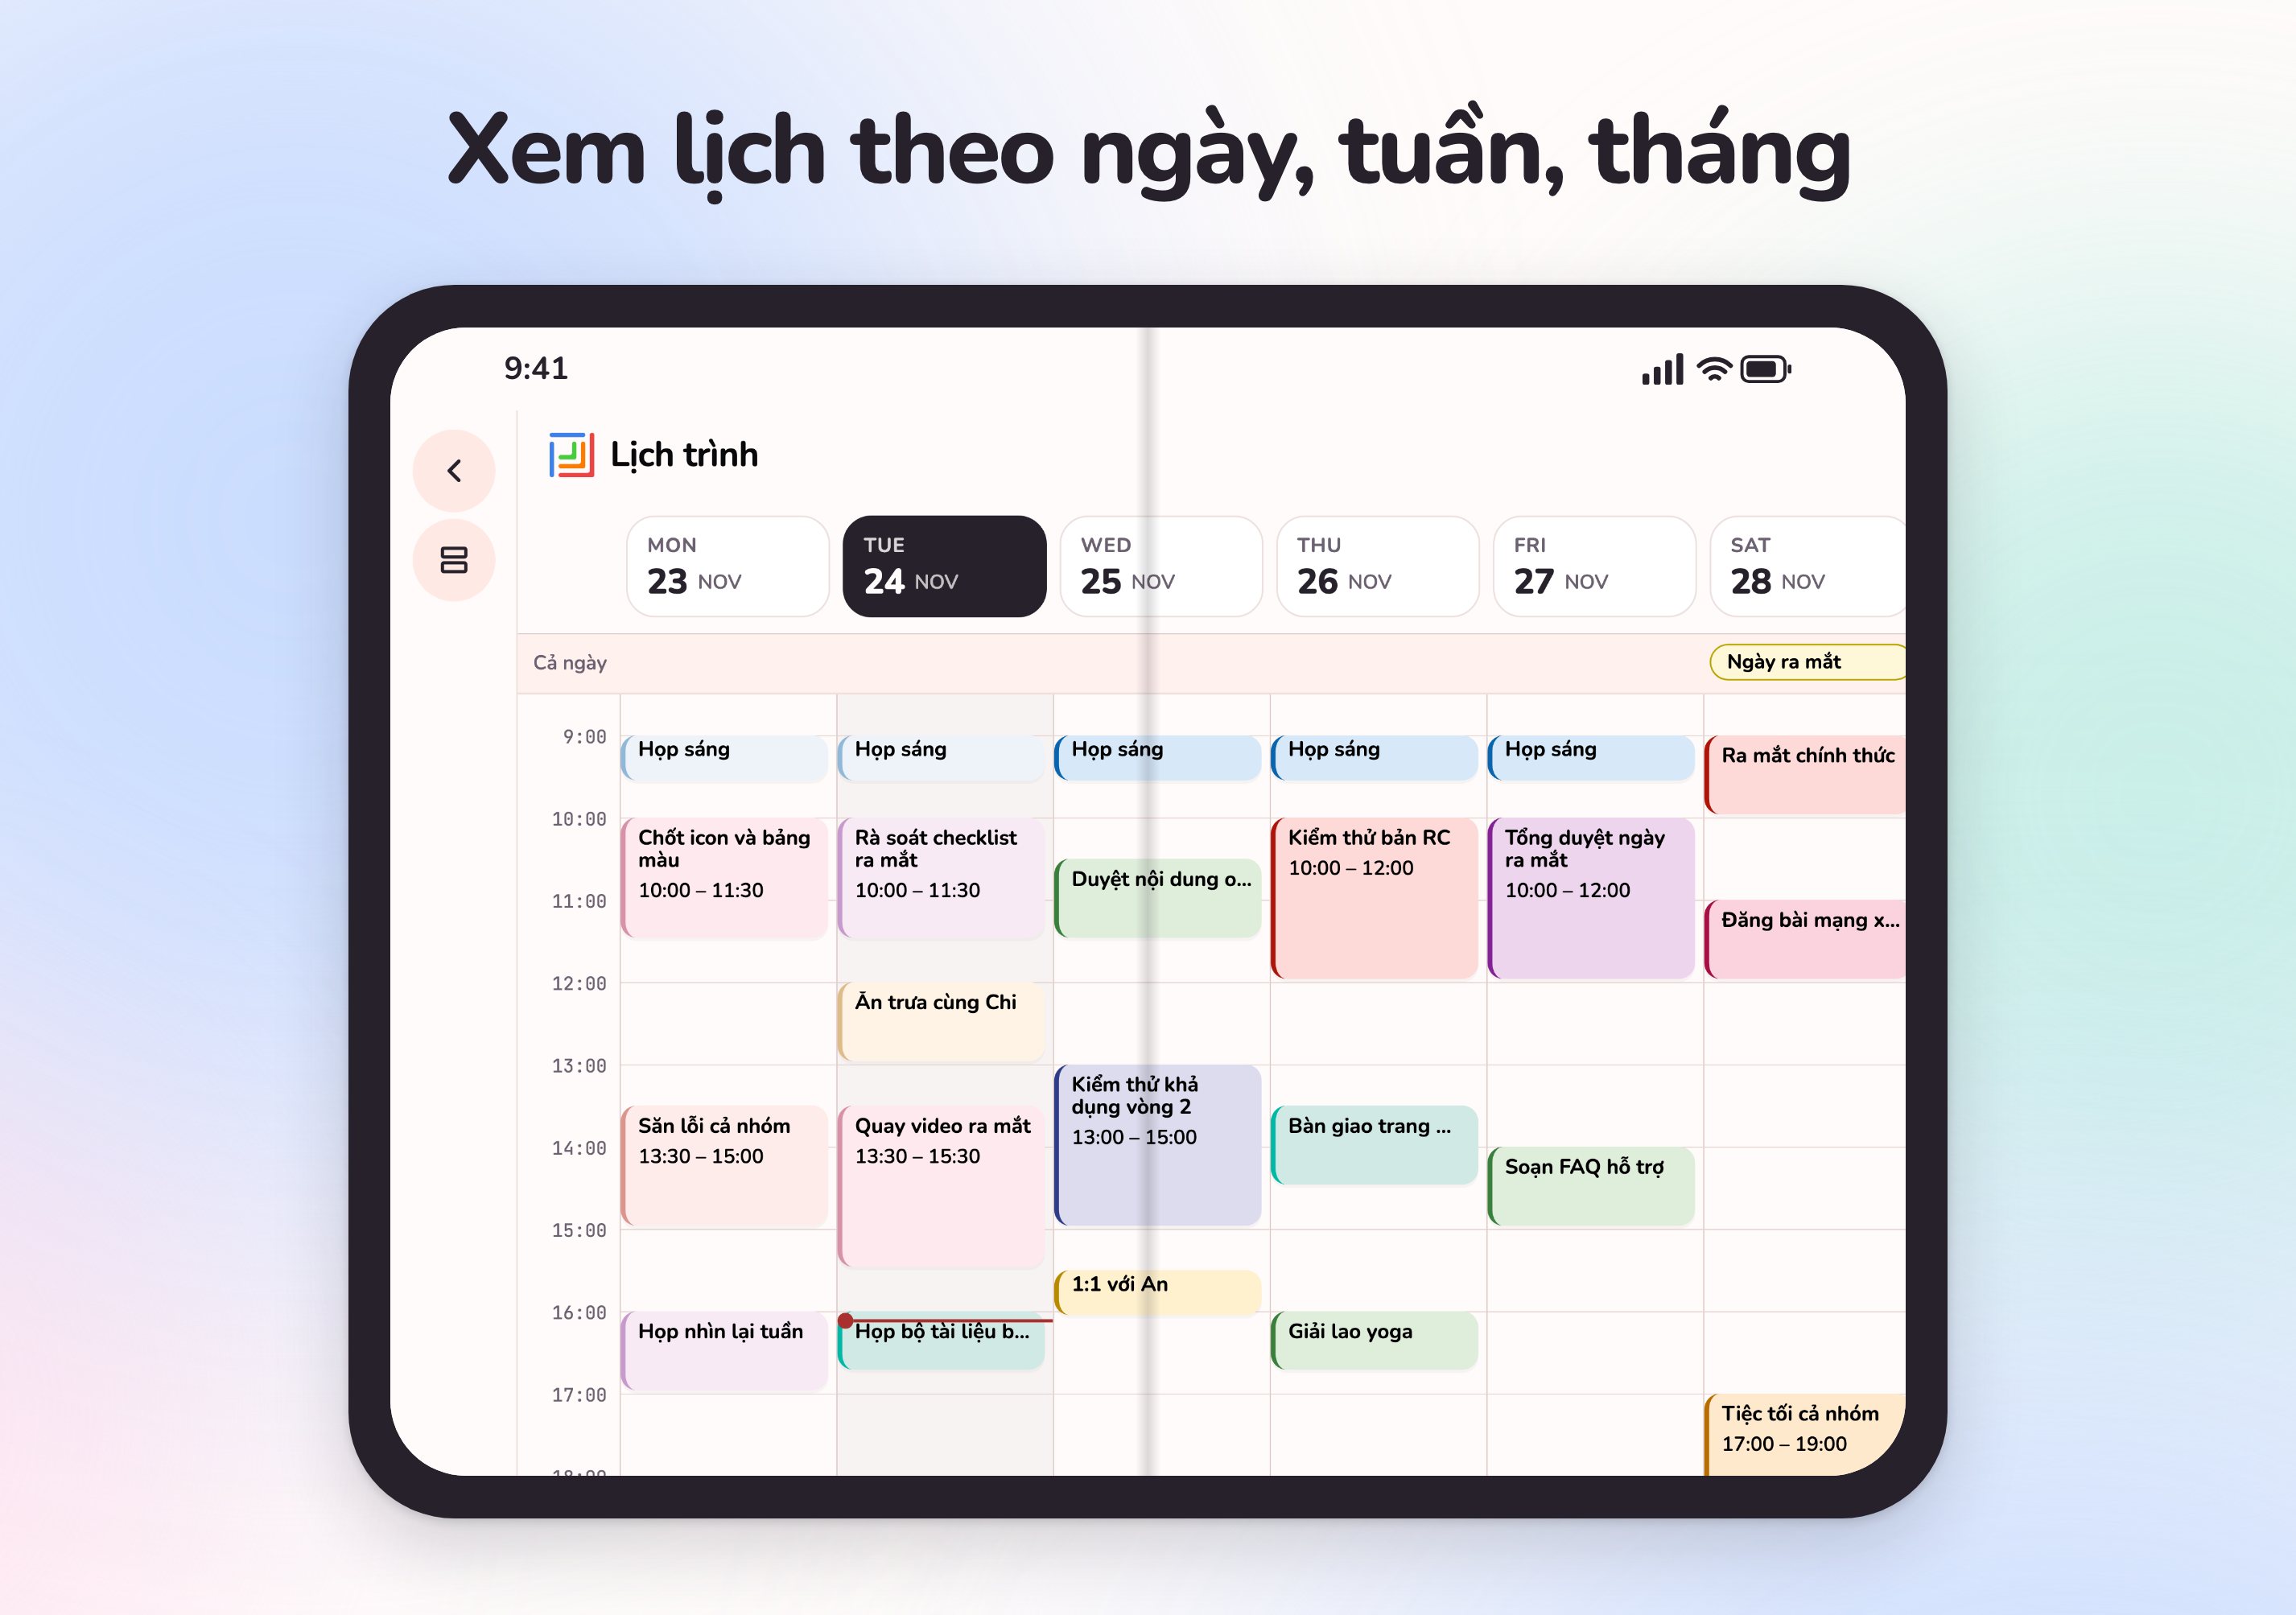 Xem lịch theo ngày, tuần, tháng
9:41
Lịch trình
MON
23 NOV
TUE
24 NOV
WED
25 NOV
THU
26 NOV
FRI
27 NOV
SAT
28 NOV
Cả ngày
Ngày ra mắt
9:00
Họp sáng
Họp sáng
Họp sáng
Họp sáng
Họp sáng
Ra mắt chính thức
10:00
Chốt icon và bảng
màu
10:00 – 11:30
Rà soát checklist
ra mắt
10:00 – 11:30
Duyệt nội dung o...
Kiểm thử bản RC
10:00 – 12:00
Tổng duyệt ngày
ra mắt
10:00 – 12:00
11:00
Đăng bài mạng x...
12:00
Ăn trưa cùng Chi
13:00
Kiểm thử khả
dụng vòng 2
13:00 – 15:00
Săn lỗi cả nhóm
13:30 – 15:00
Quay video ra mắt
13:30 – 15:30
Bàn giao trang ...
14:00
Soạn FAQ hỗ trợ
15:00
1:1 với An
16:00
Họp nhìn lại tuần
Họp bộ tài liệu b...
Giải lao yoga
17:00
Tiệc tối cả nhóm
17:00 – 19:00